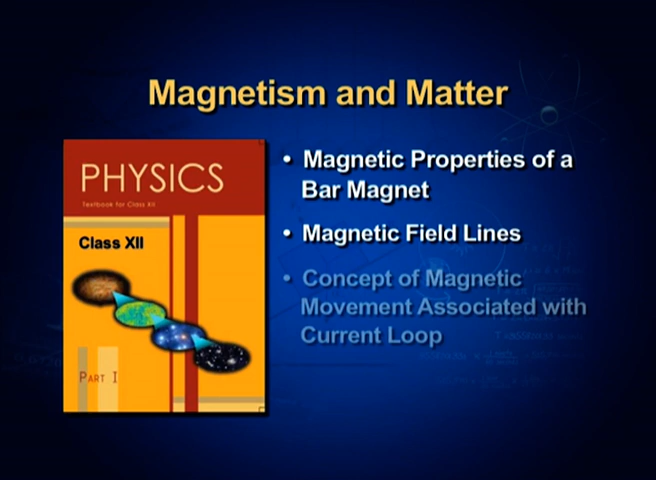 Magnetism and Matter
PHYSICS
Textbook for Class XII
Class XII
PART I
• Magnetic Properties of a
Bar Magnet
• Magnetic Field Lines
• Concept of Magnetic
Movement Associated with
Current Loop